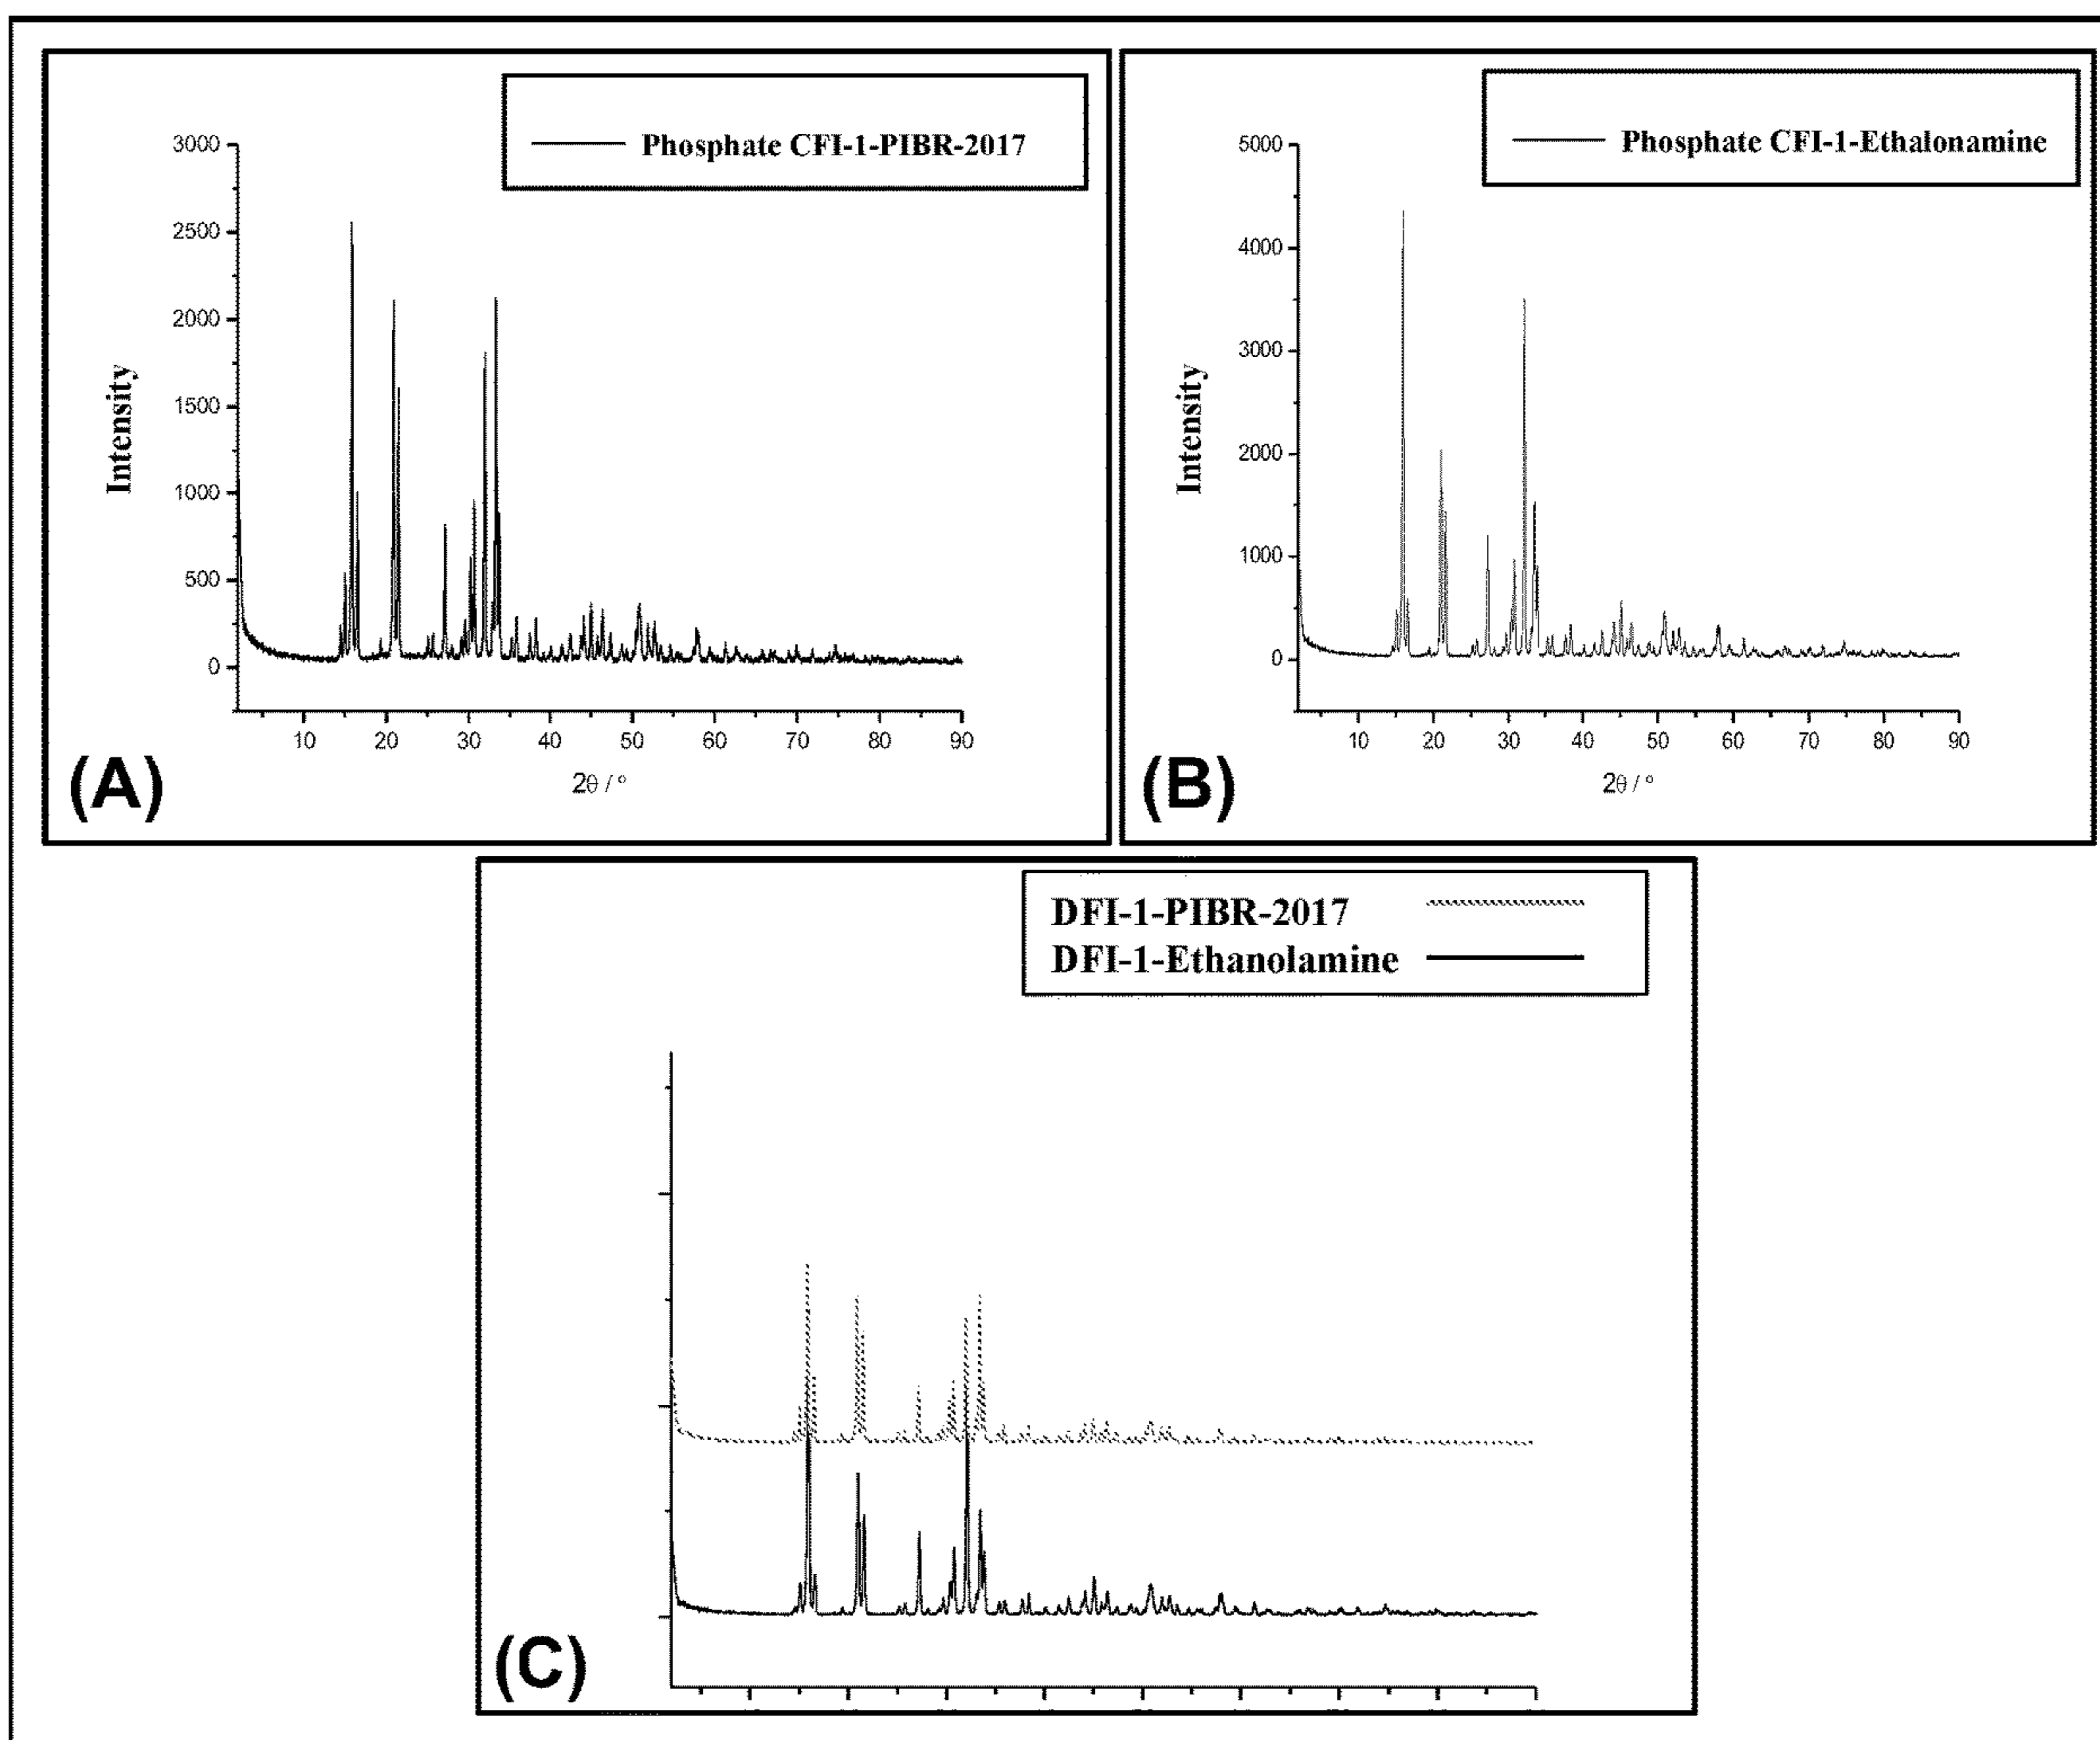 Phosphate CFI-1-PIBR-2017
3000
2500
2000
1500
1000
500
0
Intensity
10 20 30 40 50 60 70 80 90
2θ / °
(A)
Phosphate CFI-1-Ethalonamine
5000
4000
3000
2000
1000
0
Intensity
10 20 30 40 50 60 70 80 90
2θ / °
(B)
DFI-1-PIBR-2017
DFI-1-Ethanolamine
(C)